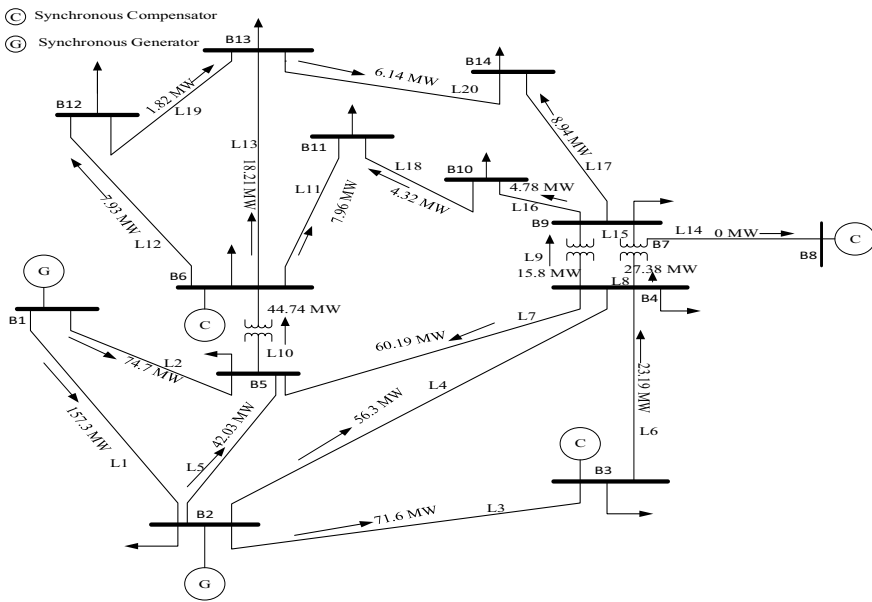 C Synchronous Compensator
G Synchronous Generator
B13
B14
B12
1.82 MW
L19
6.14 MW
L20
L13
18.21 MW
B11
L18
4.32 MW
B10
4.78 MW
L16
8.94 MW
L17
7.93 MW
L12
L11
7.96 MW
B9
L15
B7
L14
0 MW
B8
C
L9
15.8 MW
27.38 MW
L8
B4
G
B1
B6
C
44.74 MW
L10
L7
60.19 MW
L2
74.7 MW
B5
L4
56.3 MW
23.19 MW
L6
157.3 MW
L1
42.03 MW
L5
C
B3
B2
L3
71.6 MW
G